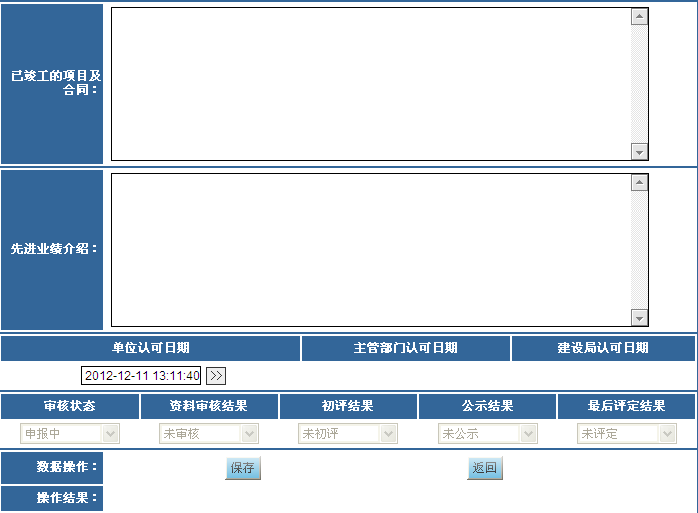 已竣工的项目及
合同：
先进业绩介绍：
单位认可日期 主管部门认可日期 建设局认可日期
2012-12-11 13:11:40 >>
审核状态 资料审核结果 初评结果 公示结果 最后评定结果
申报中 未审核 未初评 未公示 未评定
数据操作： 保存 返回
操作结果：